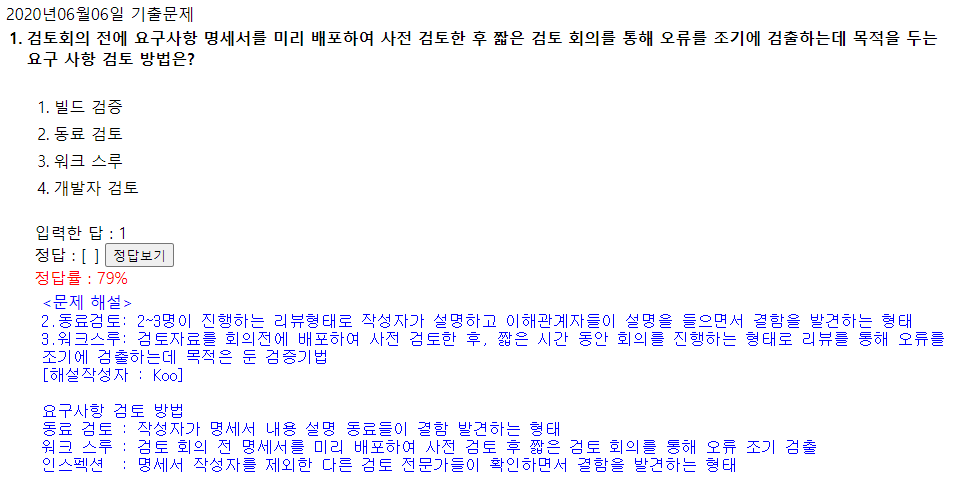 2020년06월06일 기출문제
1. 검토회의 전에 요구사항 명세서를 미리 배포하여 사전 검토한 후 짧은 검토 회의를 통해 오류를 조기에 검출하는데 목적을 두는
요구 사항 검토 방법은?
1. 빌드 검증
2. 동료 검토
3. 워크 스루
4. 개발자 검토
입력한 답 : 1
정답 : [ ] 정답보기
정답률 : 79%
<문제 해설>
2.동료검토: 2~3명이 진행하는 리뷰형태로 작성자가 설명하고 이해관계자들이 설명을 들으면서 결함을 발견하는 형태
3.워크스루: 검토자료를 회의전에 배포하여 사전 검토한 후, 짧은 시간 동안 회의를 진행하는 형태로 리뷰를 통해 오류를
조기에 검출하는데 목적은 둔 검증기법
[해설작성자 : Koo]
요구사항 검토 방법
동료 검토 : 작성자가 명세서 내용 설명 동료들이 결함 발견하는 형태
워크 스루 : 검토 회의 전 명세서를 미리 배포하여 사전 검토 후 짧은 검토 회의를 통해 오류 조기 검출
인스펙션 : 명세서 작성자를 제외한 다른 검토 전문가들이 확인하면서 결함을 발견하는 형태